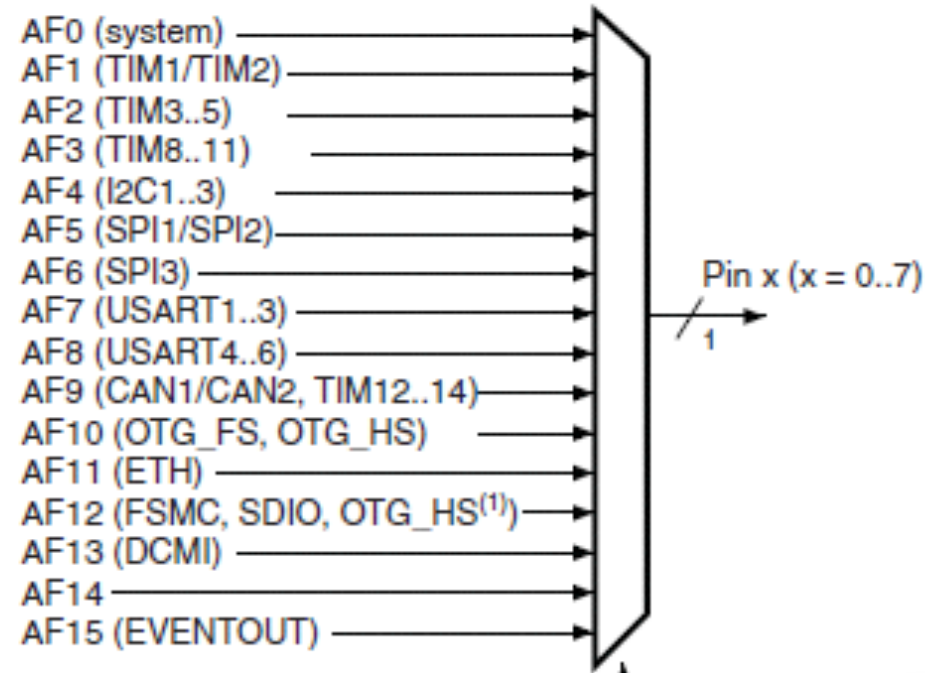 AF0 (system)
AF1 (TIM1/TIM2)
AF2 (TIM3..5)
AF3 (TIM8..11)
AF4 (I2C1..3)
AF5 (SPI1/SPI2)
AF6 (SPI3)
AF7 (USART1..3)
AF8 (USART4..6)
AF9 (CAN1/CAN2, TIM12..14)
AF10 (OTG_FS, OTG_HS)
AF11 (ETH)
AF12 (FSMC, SDIO, OTG_HS(1))
AF13 (DCMI)
AF14
AF15 (EVENTOUT)
Pin x (x = 0..7)
1